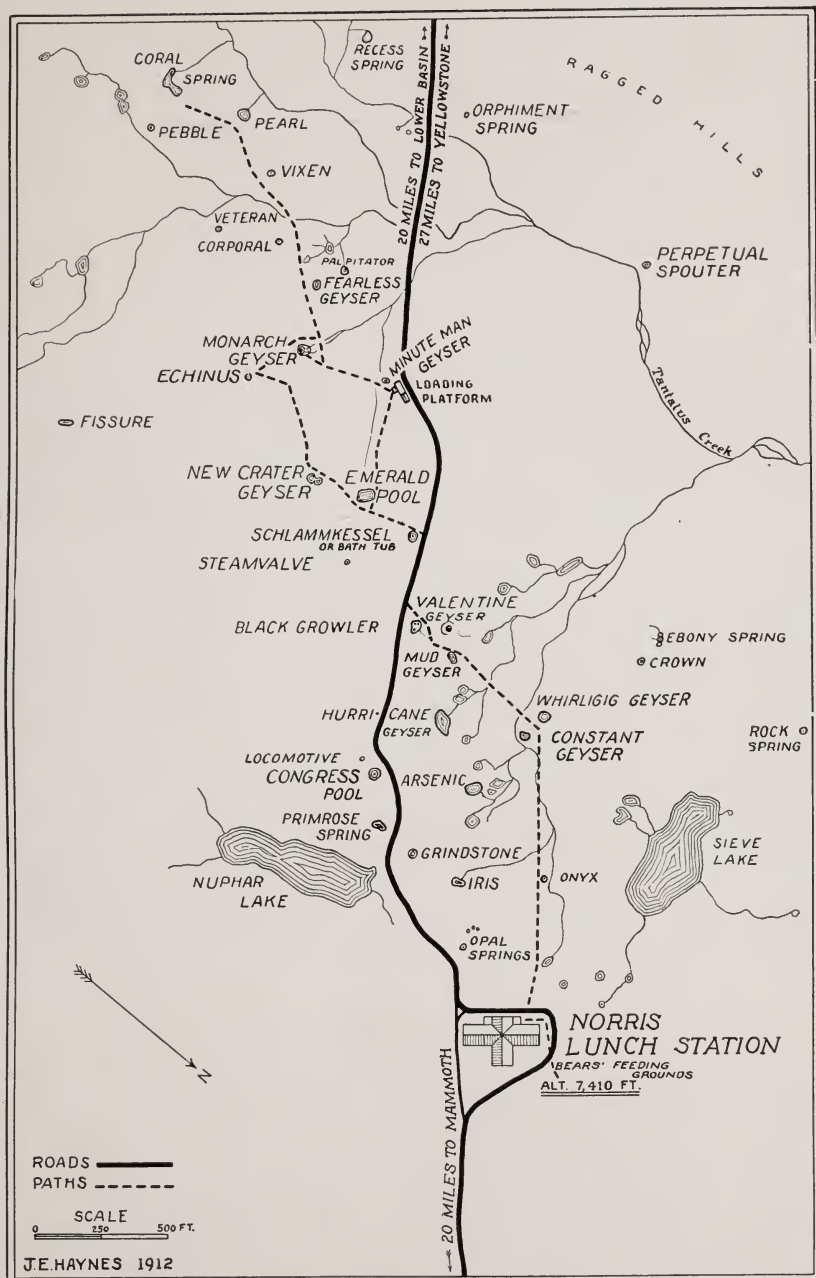 CORAL
SPRING
RECESS
SPRING
RAGGED HILLS
20 MILES TO LOWER BASIN
27 MILES TO YELLOWSTONE
ORPHIMENT
SPRING
PEBBLE
PEARL
VIXEN
VETERAN
CORPORAL
PALPITATOR
FEARLESS
GEYSER
PERPETUAL
SPOUTER
MONARCH
GEYSER
MINUTE MAN
GEYSER
ECHINUS
LOADING
PLATFORM
Tantalus Creek
FISSURE
NEW CRATER
GEYSER
EMERALD
POOL
SCHLAMMKESSEL
OR BATH TUB
STEAMVALVE
VALENTINE
GEYSER
BLACK GROWLER
MUD
GEYSER
EBONY SPRING
CROWN
HURRI-CANE
GEYSER
WHIRLIGIG GEYSER
CONSTANT
GEYSER
ROCK
SPRING
LOCOMOTIVE
CONGRESS
POOL
ARSENIC
PRIMROSE
SPRING
GRINDSTONE
SIEVE
LAKE
NUPHAR
LAKE
IRIS
ONYX
OPAL
SPRINGS
N
NORRIS
LUNCH STATION
BEARS' FEEDING
GROUNDS
ALT. 7,410 FT.
20 MILES TO MAMMOTH
ROADS
PATHS
SCALE
0 250 500 FT.
J.E.HAYNES 1912